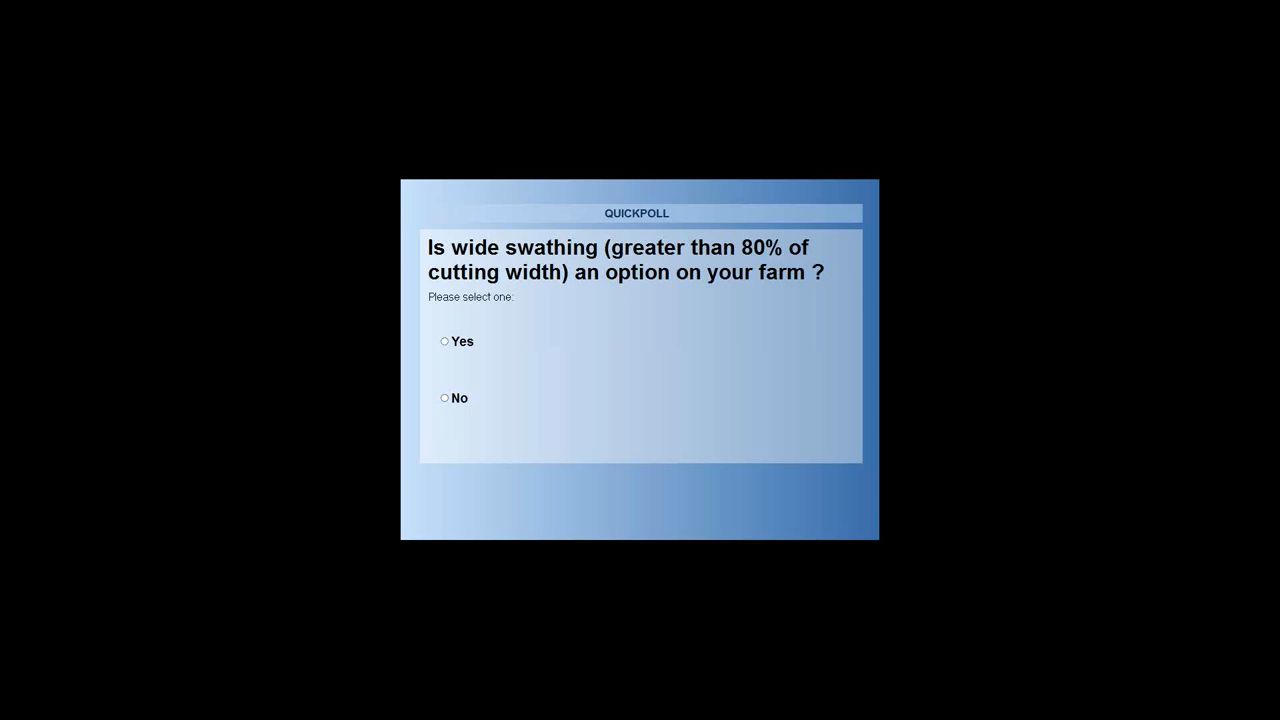 QUICKPOLL
Is wide swathing (greater than 80% of
cutting width) an option on your farm ?
Please select one:
Yes
No